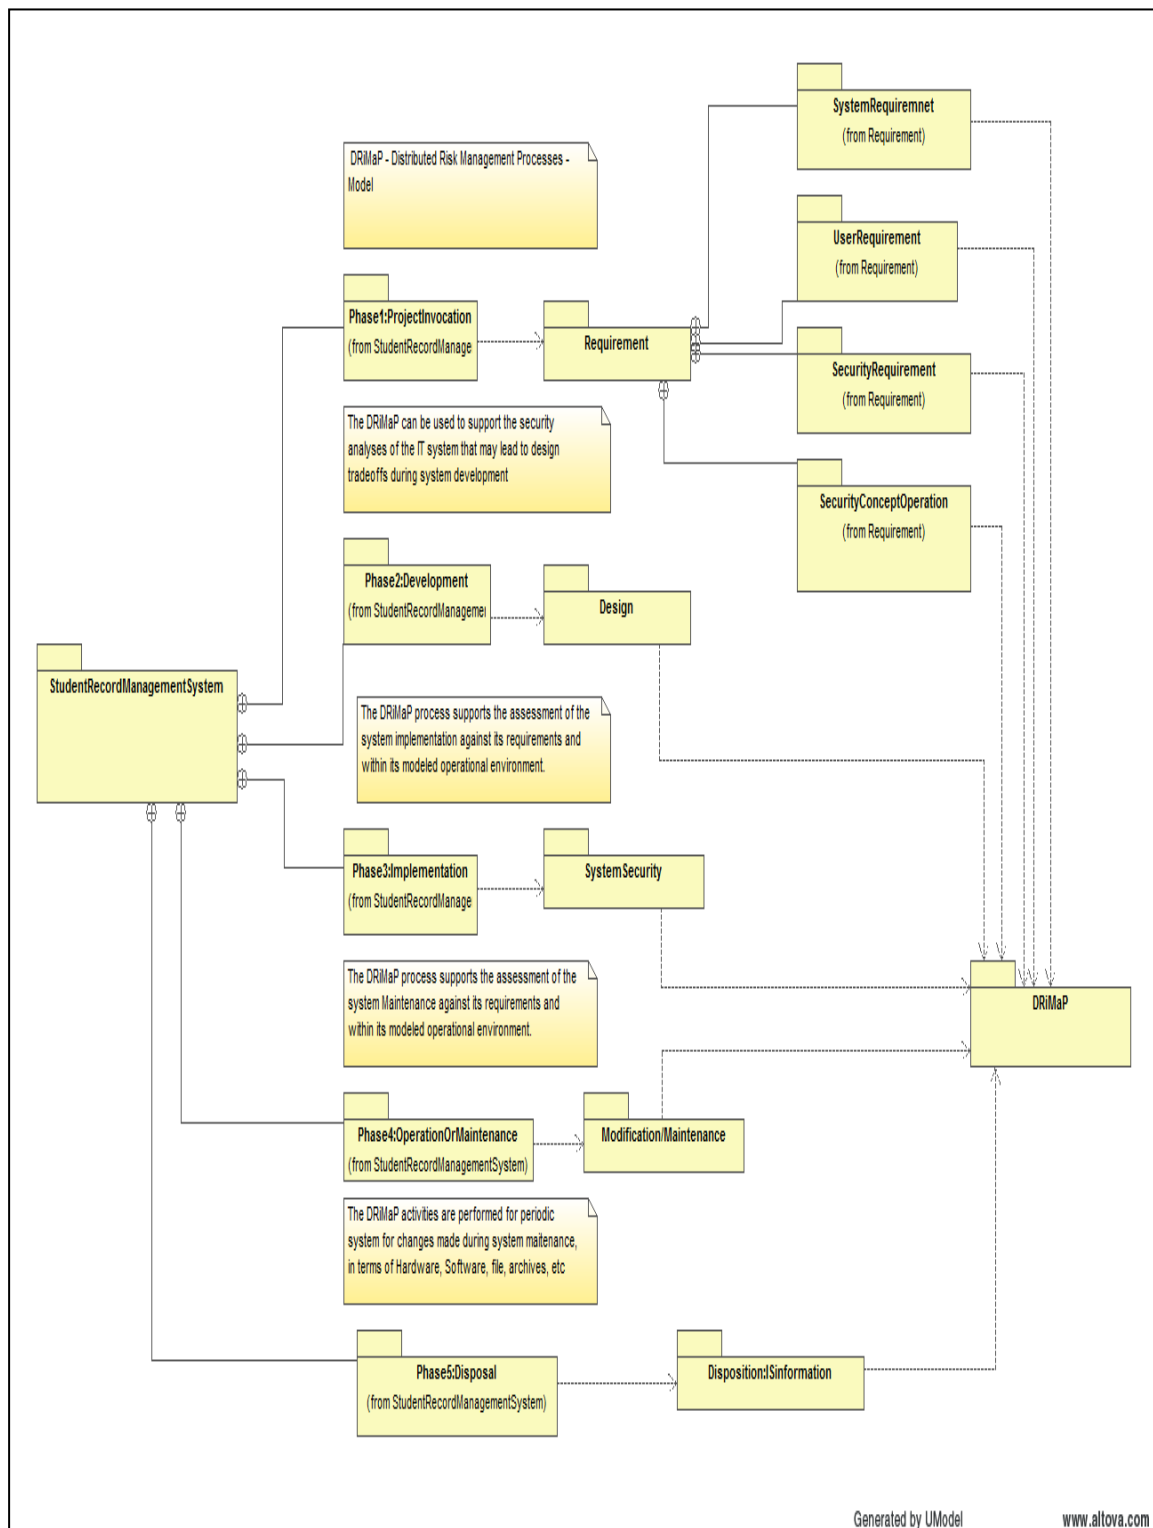 SystemRequiremnet
(from Requirement)
DRiMaP - Distributed Risk Management Processes -
Model
UserRequirement
(from Requirement)
Phase1:ProjectInvocation
(from StudentRecordManage
Requirement
SecurityRequirement
(from Requirement)
The DRiMaP can be used to support the security
analyses of the IT system that may lead to design
tradeoffs during system development
SecurityConceptOperation
(from Requirement)
Phase2:Development
(from StudentRecordManagemen
Design
StudentRecordManagementSystem
The DRiMaP process supports the assessment of the
system implementation against its requirements and
within its modeled operational environment.
Phase3:Implementation
(from StudentRecordManage
SystemSecurity
The DRiMaP process supports the assessment of the
system Maintenance against its requirements and
within its modeled operational environment.
DRiMaP
Phase4:OperationOrMaintenance
(from StudentRecordManagementSystem)
Modification/Maintenance
The DRiMaP activities are performed for periodic
system for changes made during system maitenance,
in terms of Hardware, Software, file, archives, etc
Phase5:Disposal
(from StudentRecordManagementSystem)
Disposition:ISinformation
Generated by UModel
www.altova.com